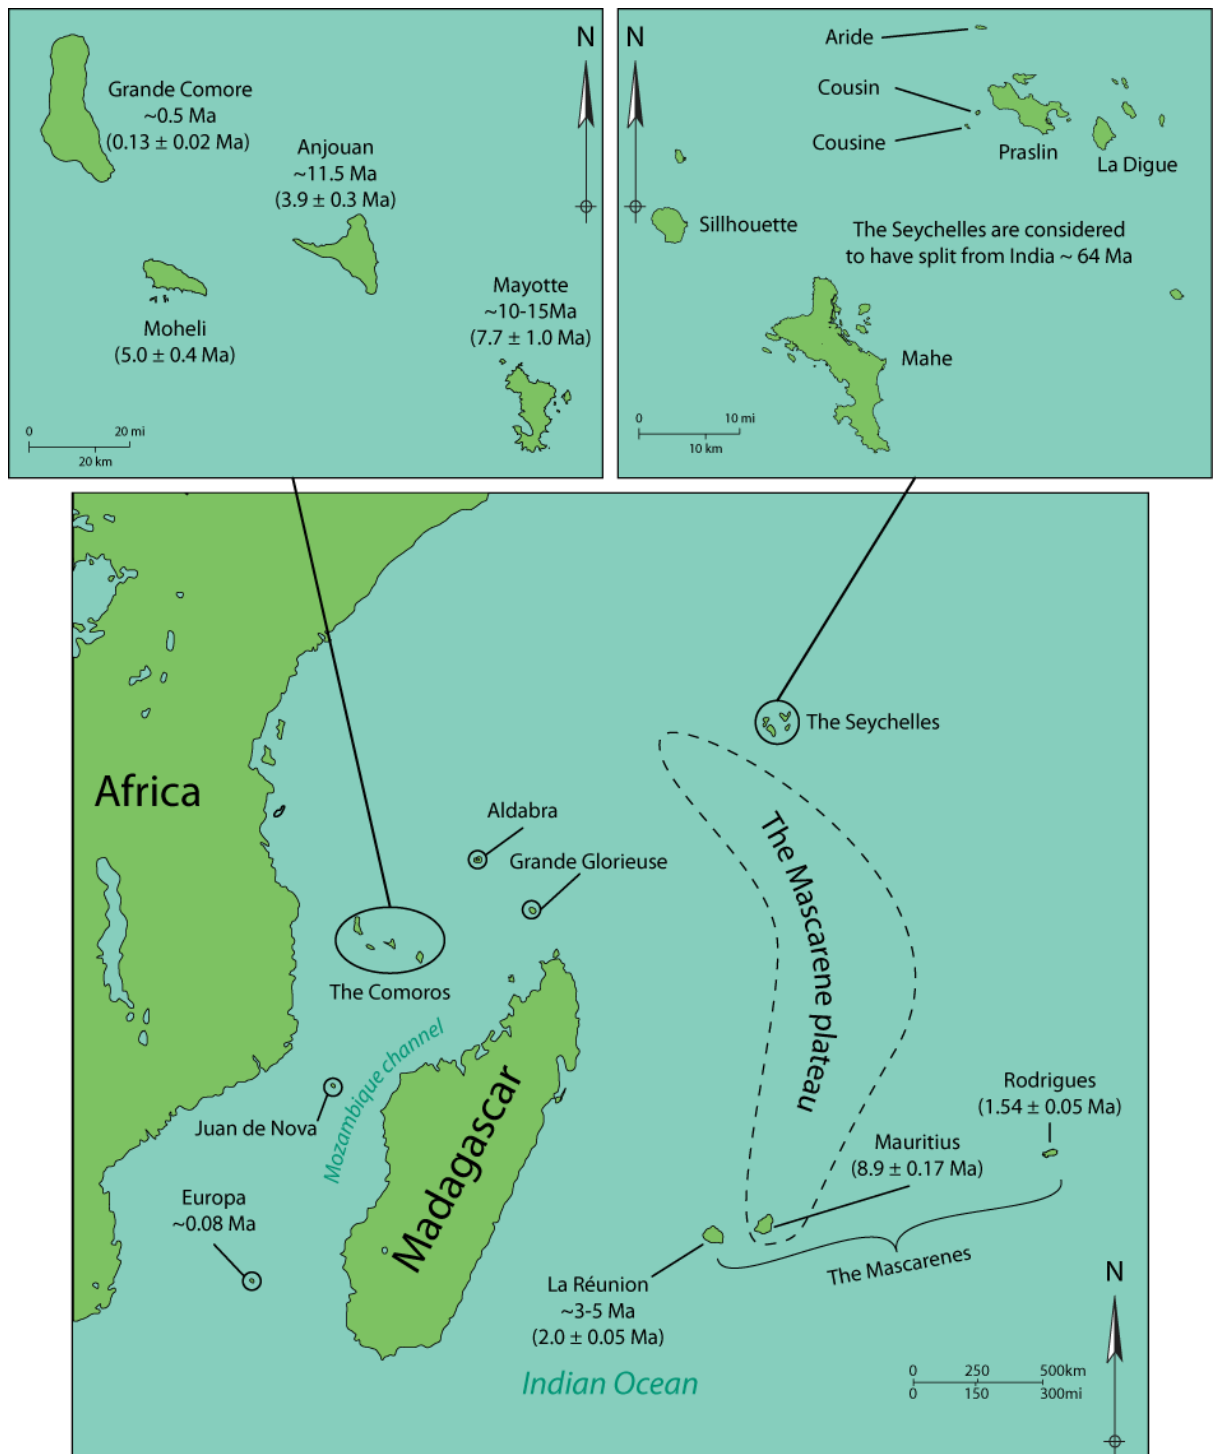 Grande Comore
~0.5 Ma
(0.13 ± 0.02 Ma)
Anjouan
~11.5 Ma
(3.9 ± 0.3 Ma)
Moheli
(5.0 ± 0.4 Ma)
Mayotte
~10-15Ma
(7.7 ± 1.0 Ma)
N
0 20 mi
20 km
N
Aride
Cousin
Cousine
Praslin
La Digue
Sillhouette
The Seychelles are considered
to have split from India ~ 64 Ma
Mahe
0 10 mi
10 km
The Seychelles
Africa
Aldabra
Grande Glorieuse
The Mascarene plateau
The Comoros
Mozambique channel
Madagascar
Juan de Nova
Rodrigues
(1.54 ± 0.05 Ma)
Mauritius
(8.9 ± 0.17 Ma)
Europa
~0.08 Ma
The Mascarenes
La Réunion
~3-5 Ma
(2.0 ± 0.05 Ma)
Indian Ocean
N
0 250 500km
0 150 300mi